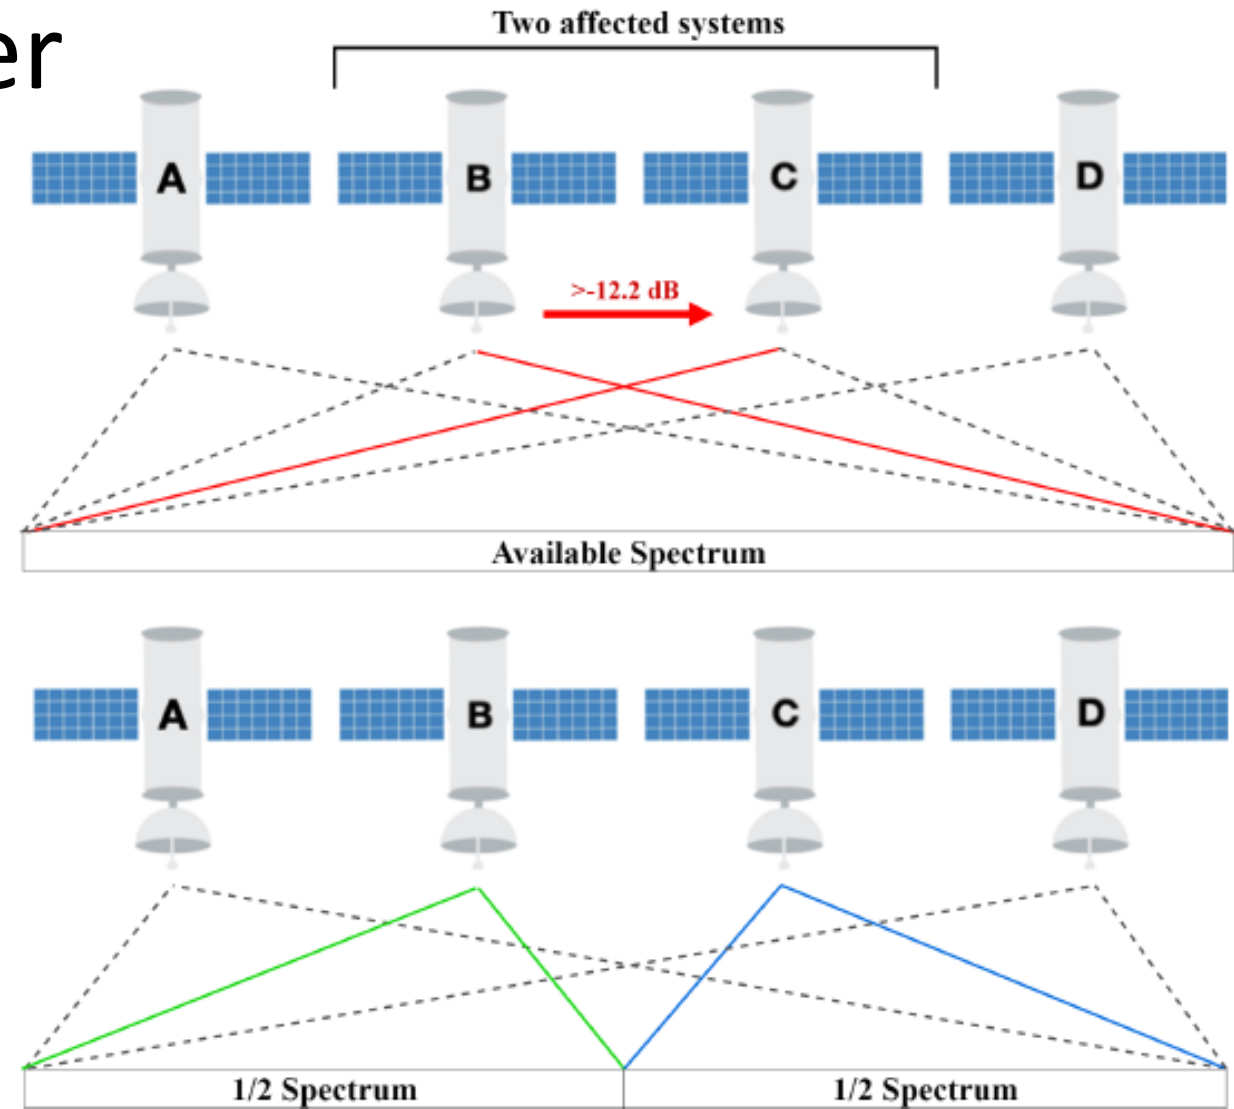 er
Two affected systems
A B C D
>-12.2 dB
Available Spectrum
A B C D
1/2 Spectrum 1/2 Spectrum